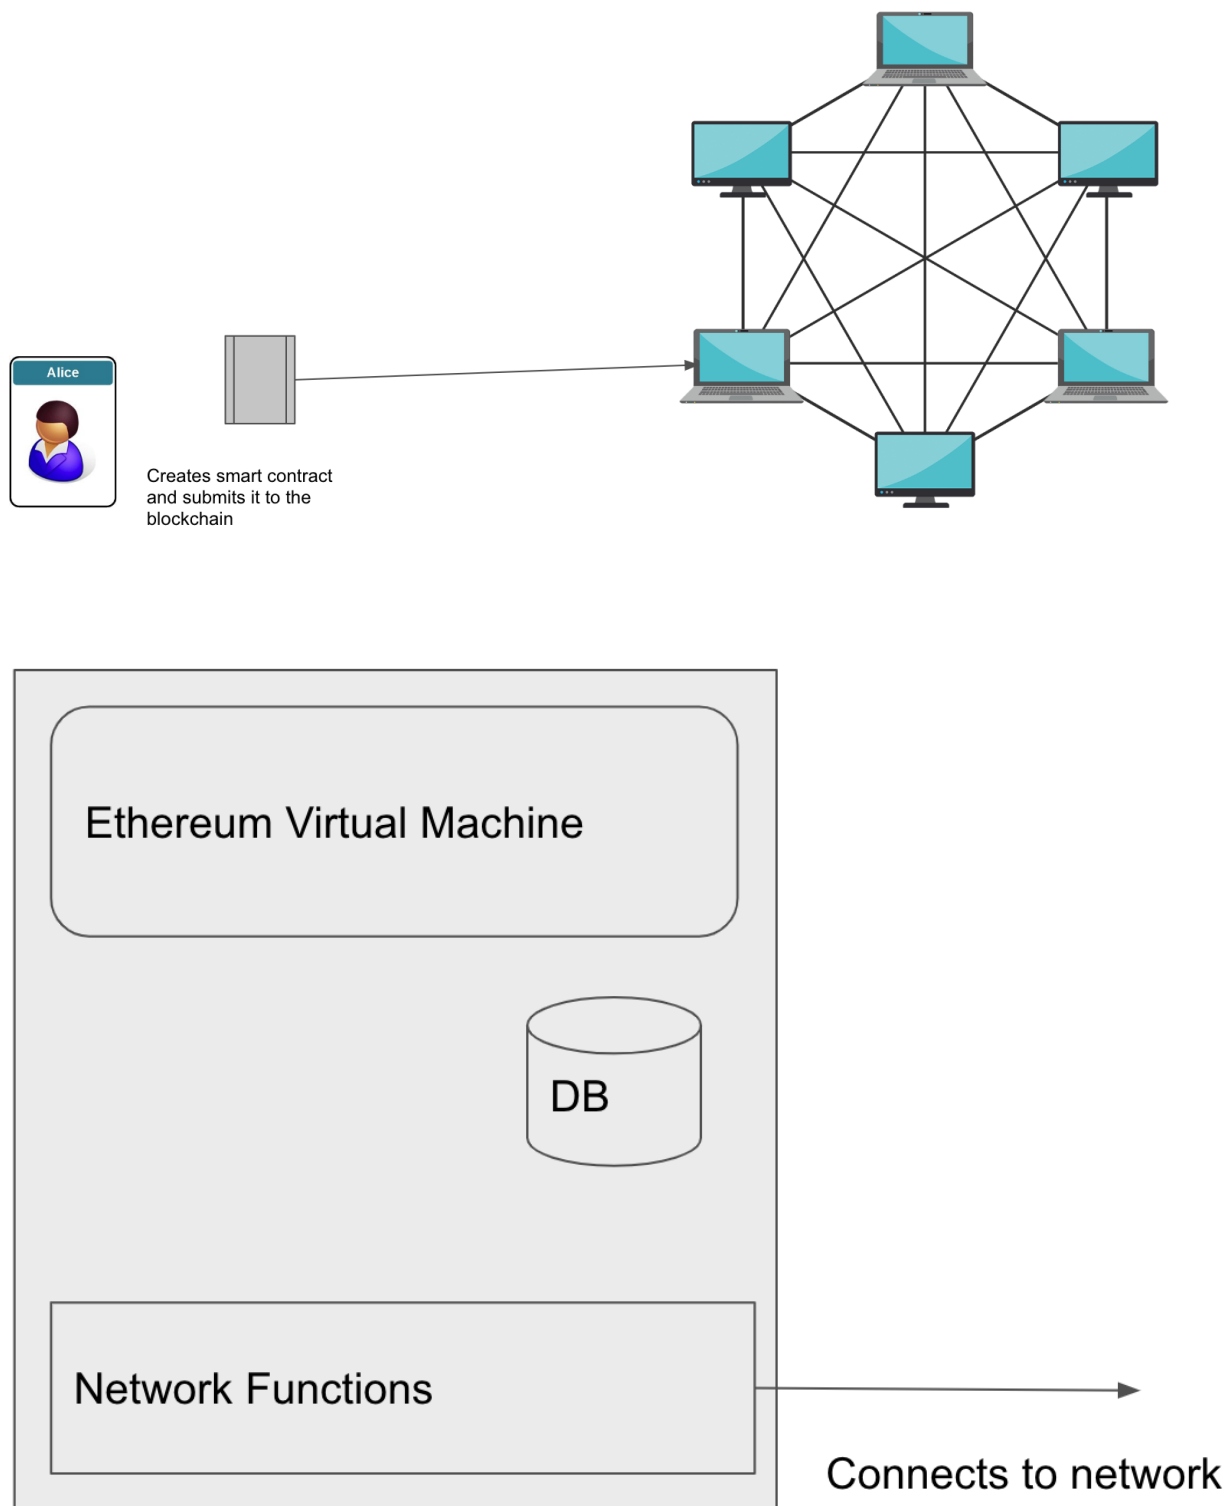 Alice
Creates smart contract
and submits it to the
blockchain
Ethereum Virtual Machine
DB
Network Functions
Connects to network